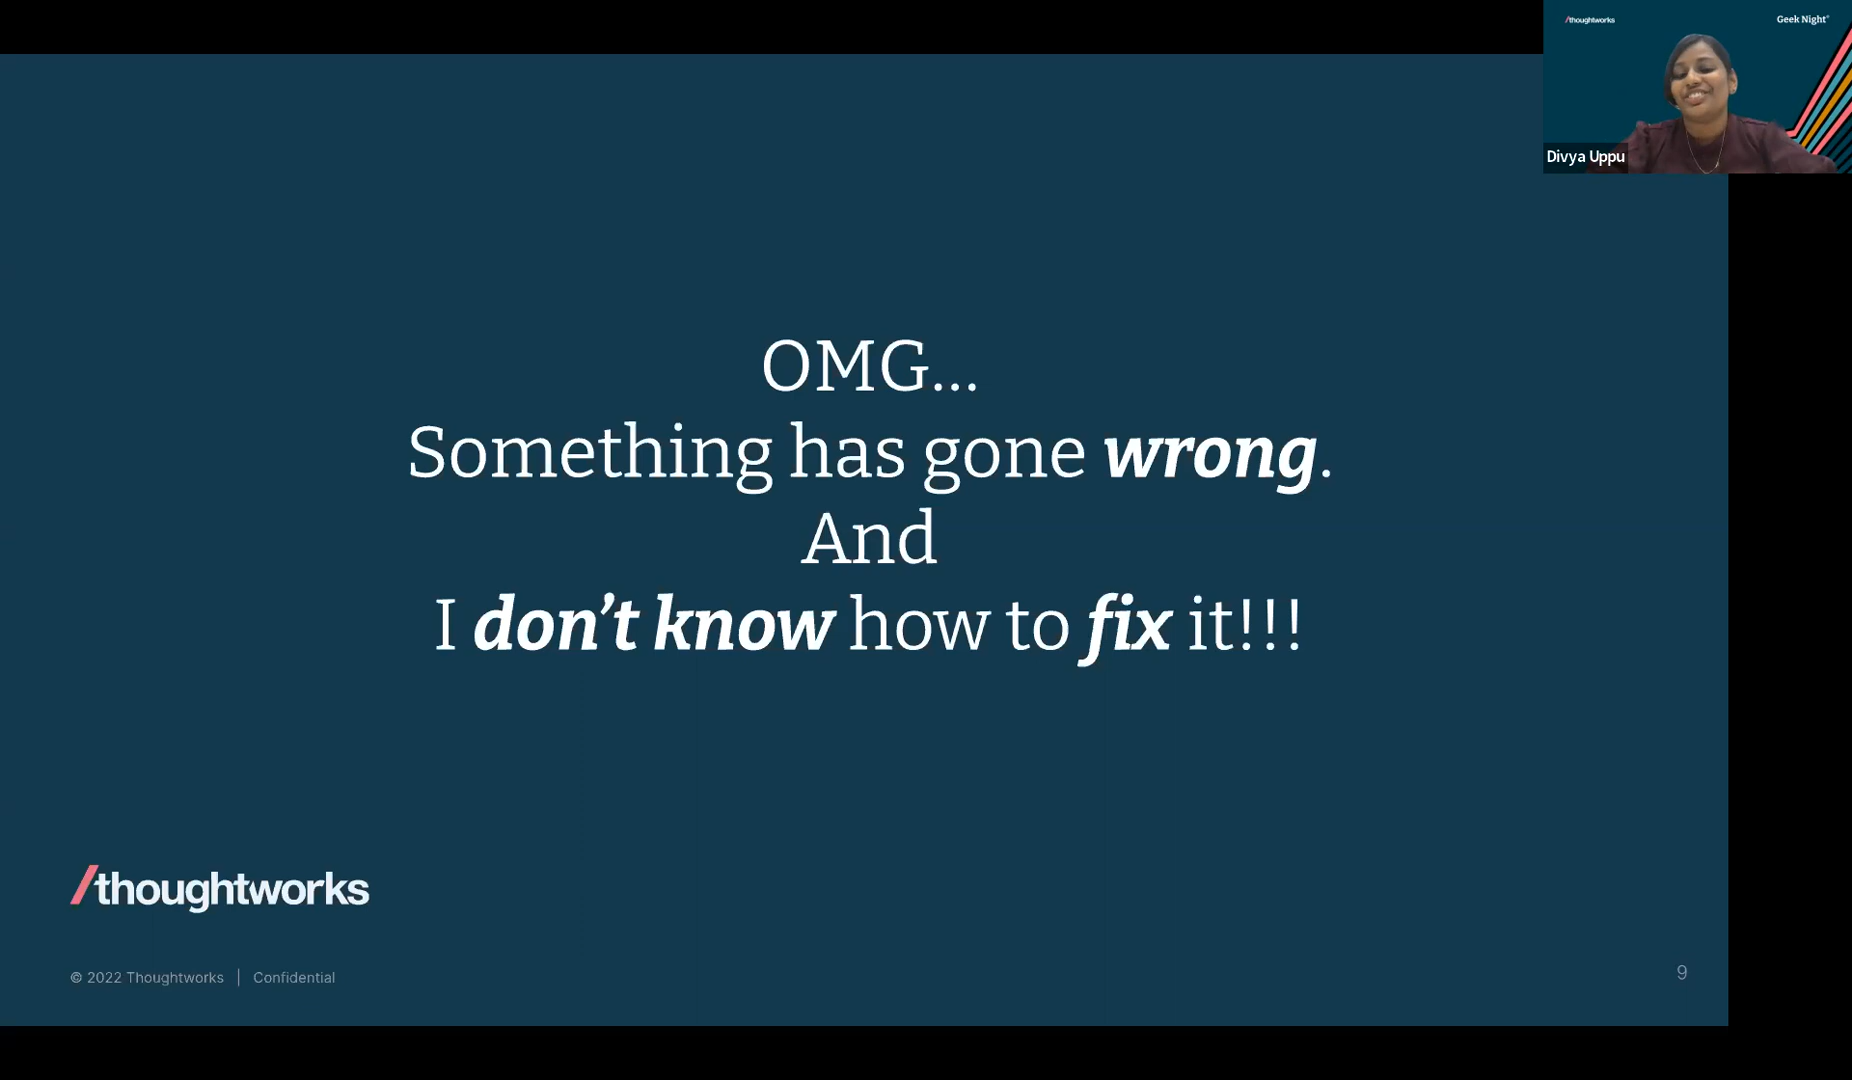 /thoughtworks
Geek Night®
Divya Uppu
OMG...
Something has gone wrong.
And
I don’t know how to fix it!!!
/thoughtworks
© 2022 Thoughtworks | Confidential
9